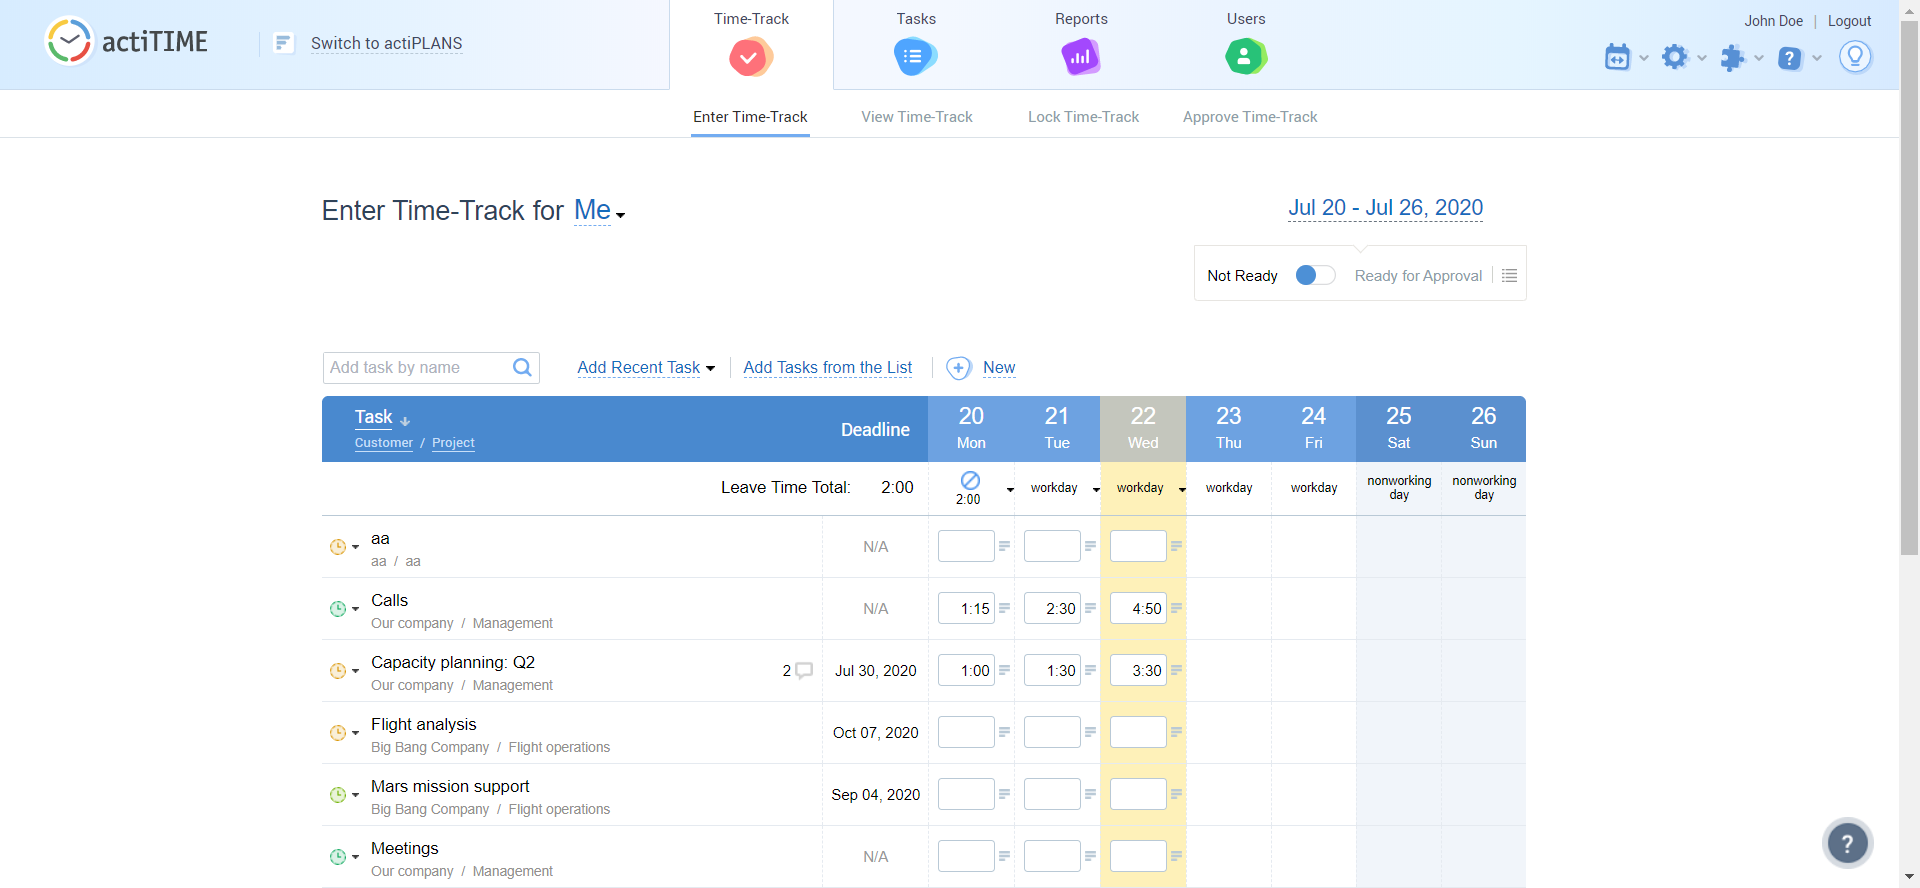 actiTIME
Switch to actiPLANS
Time-Track
Tasks
Reports
Users
John Doe | Logout
Enter Time-Track
View Time-Track
Lock Time-Track
Approve Time-Track
Enter Time-Track for Me
Jul 20 - Jul 26, 2020
Not Ready
Ready for Approval
Add task by name
Add Recent Task
Add Tasks from the List
New
Task
Customer / Project
Deadline
20 Mon
21 Tue
22 Wed
23 Thu
24 Fri
25 Sat
26 Sun
Leave Time Total: 2:00
2:00
workday
workday
workday
workday
nonworking day
nonworking day
aa
aa / aa
N/A
Calls
Our company / Management
N/A
1:15
2:30
4:50
Capacity planning: Q2
Our company / Management
2
Jul 30, 2020
1:00
1:30
3:30
Flight analysis
Big Bang Company / Flight operations
Oct 07, 2020
Mars mission support
Big Bang Company / Flight operations
Sep 04, 2020
Meetings
Our company / Management
N/A
?